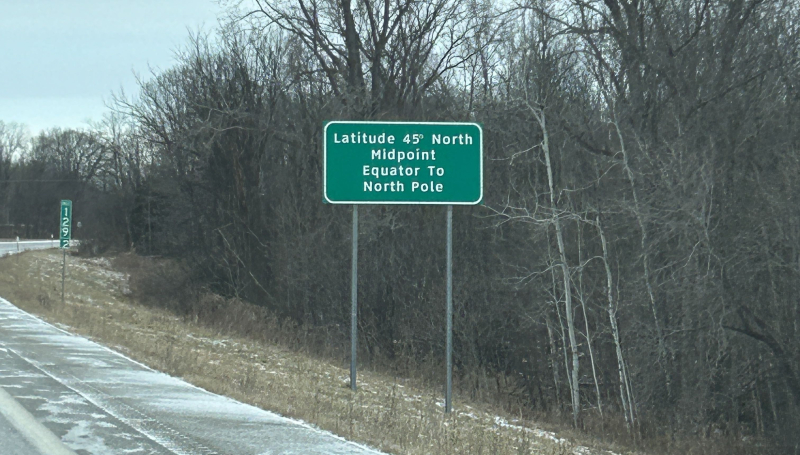 Latitude 45° North
Midpoint
Equator To
North Pole
129
2